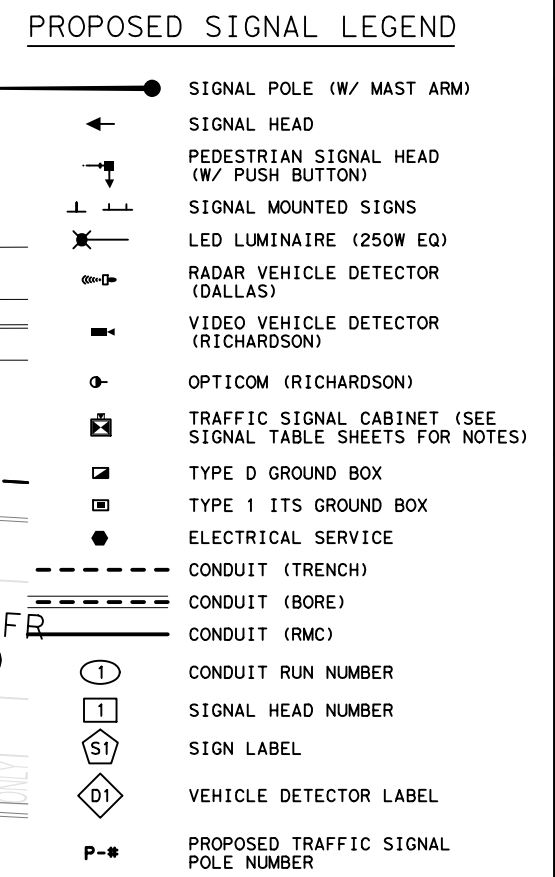 PROPOSED SIGNAL LEGEND
SIGNAL POLE (W/ MAST ARM)
SIGNAL HEAD
PEDESTRIAN SIGNAL HEAD
(W/ PUSH BUTTON)
SIGNAL MOUNTED SIGNS
LED LUMINAIRE (250W EQ)
RADAR VEHICLE DETECTOR
(DALLAS)
VIDEO VEHICLE DETECTOR
(RICHARDSON)
OPTICOM (RICHARDSON)
TRAFFIC SIGNAL CABINET (SEE
SIGNAL TABLE SHEETS FOR NOTES)
TYPE D GROUND BOX
TYPE 1 ITS GROUND BOX
ELECTRICAL SERVICE
CONDUIT (TRENCH)
CONDUIT (BORE)
FR
CONDUIT (RMC)
1 CONDUIT RUN NUMBER
1 SIGNAL HEAD NUMBER
S1 SIGN LABEL
ONLY
D1 VEHICLE DETECTOR LABEL
P-# PROPOSED TRAFFIC SIGNAL
POLE NUMBER